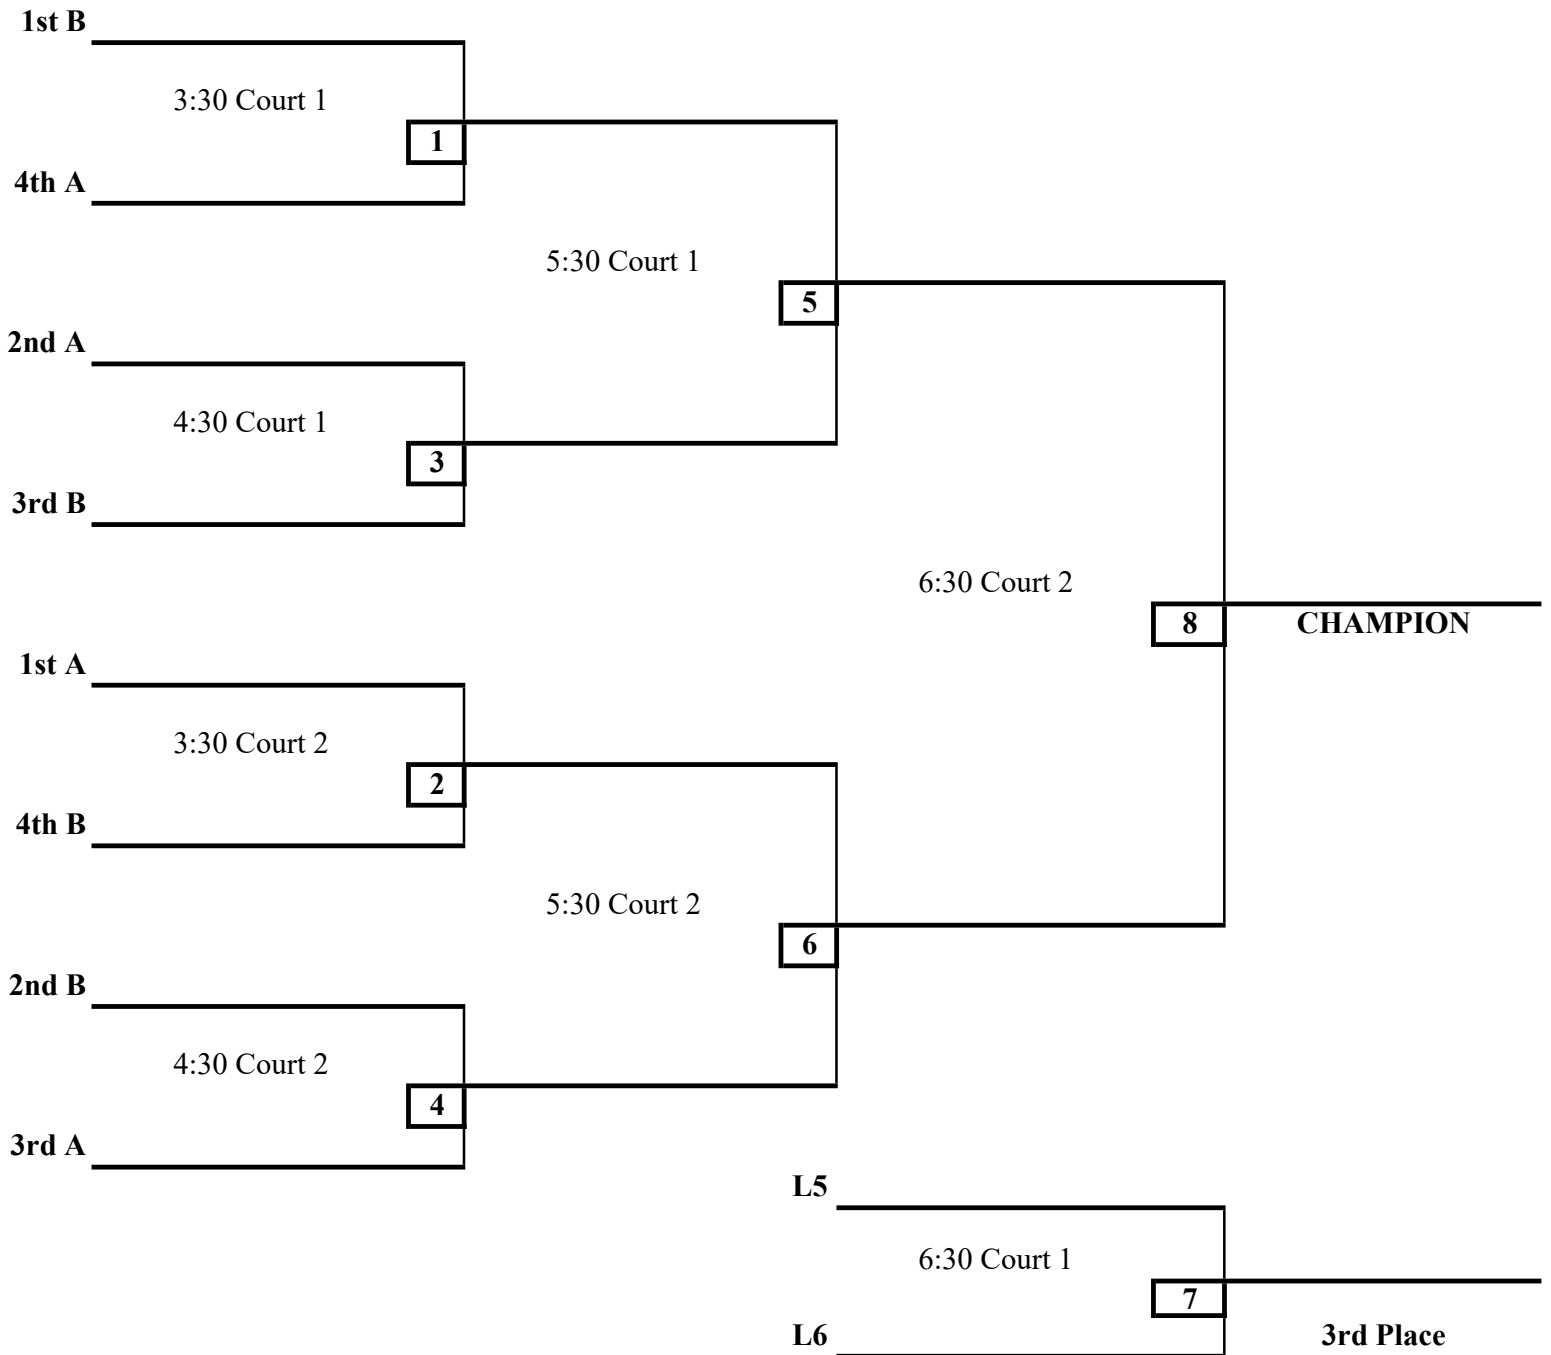 1st B
3:30 Court 1
1
4th A
5:30 Court 1
5
2nd A
4:30 Court 1
3
3rd B
6:30 Court 2
8
CHAMPION
1st A
3:30 Court 2
2
4th B
5:30 Court 2
6
2nd B
4:30 Court 2
4
3rd A
L5
6:30 Court 1
7
L6
3rd Place